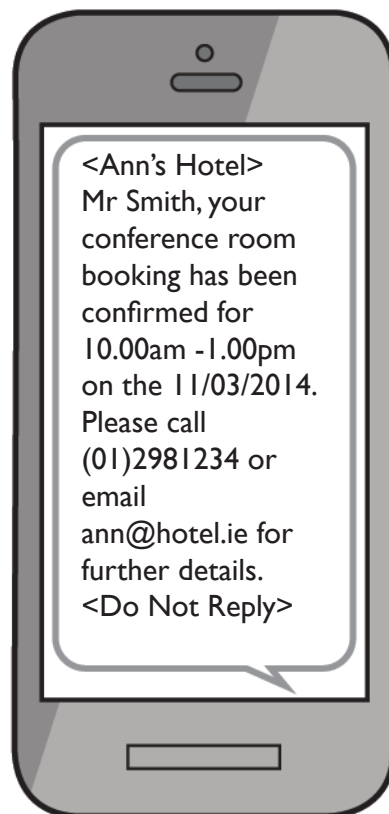 <Ann's Hotel>
Mr Smith, your
conference room
booking has been
confirmed for
10.00am -1.00pm
on the 11/03/2014.
Please call
(01)2981234 or
email
ann@hotel.ie for
further details.
<Do Not Reply>